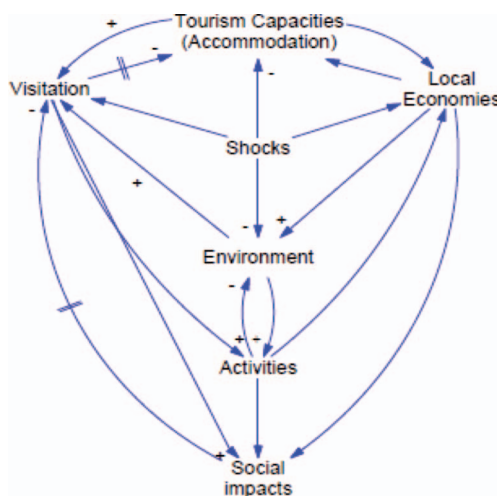 +
Tourism Capacities
(Accommodation)
-
Visitation
-
-
Local
Economies
Shocks
+
-
+
Environment
-
+ +
Activities
+
Social
impacts